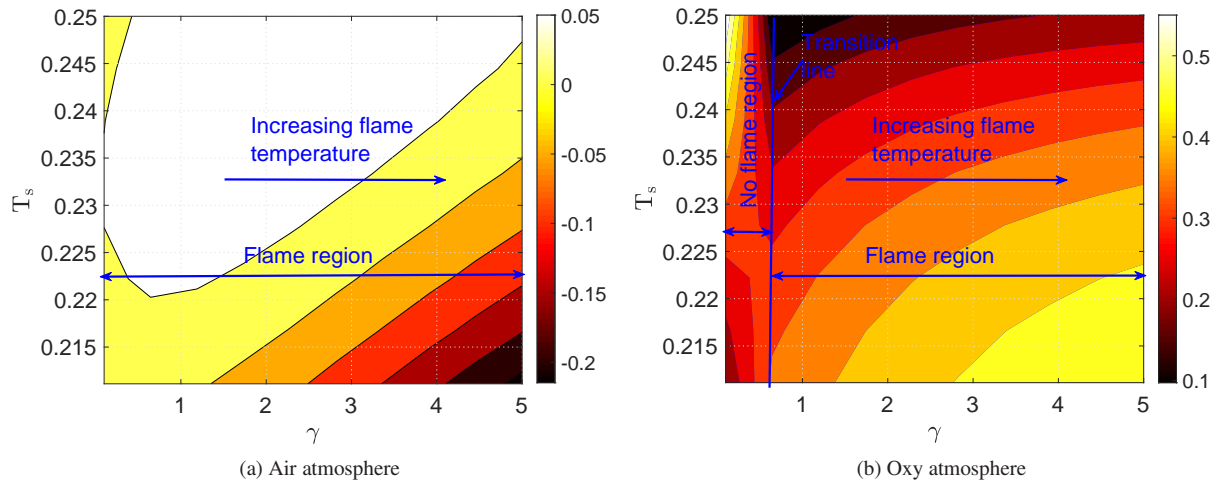 0.25
0.245
0.24
0.235
0.23
0.225
0.22
0.215
T_s
1
2
3
4
5
γ
0.05
0
-0.05
-0.1
-0.15
-0.2
Increasing flame
temperature
Flame region
(a) Air atmosphere
0.25
0.245
0.24
0.235
0.23
0.225
0.22
0.215
T_s
1
2
3
4
5
γ
0.5
0.4
0.3
0.2
0.1
Transition
line
No flame region
Increasing flame
temperature
Flame region
(b) Oxy atmosphere